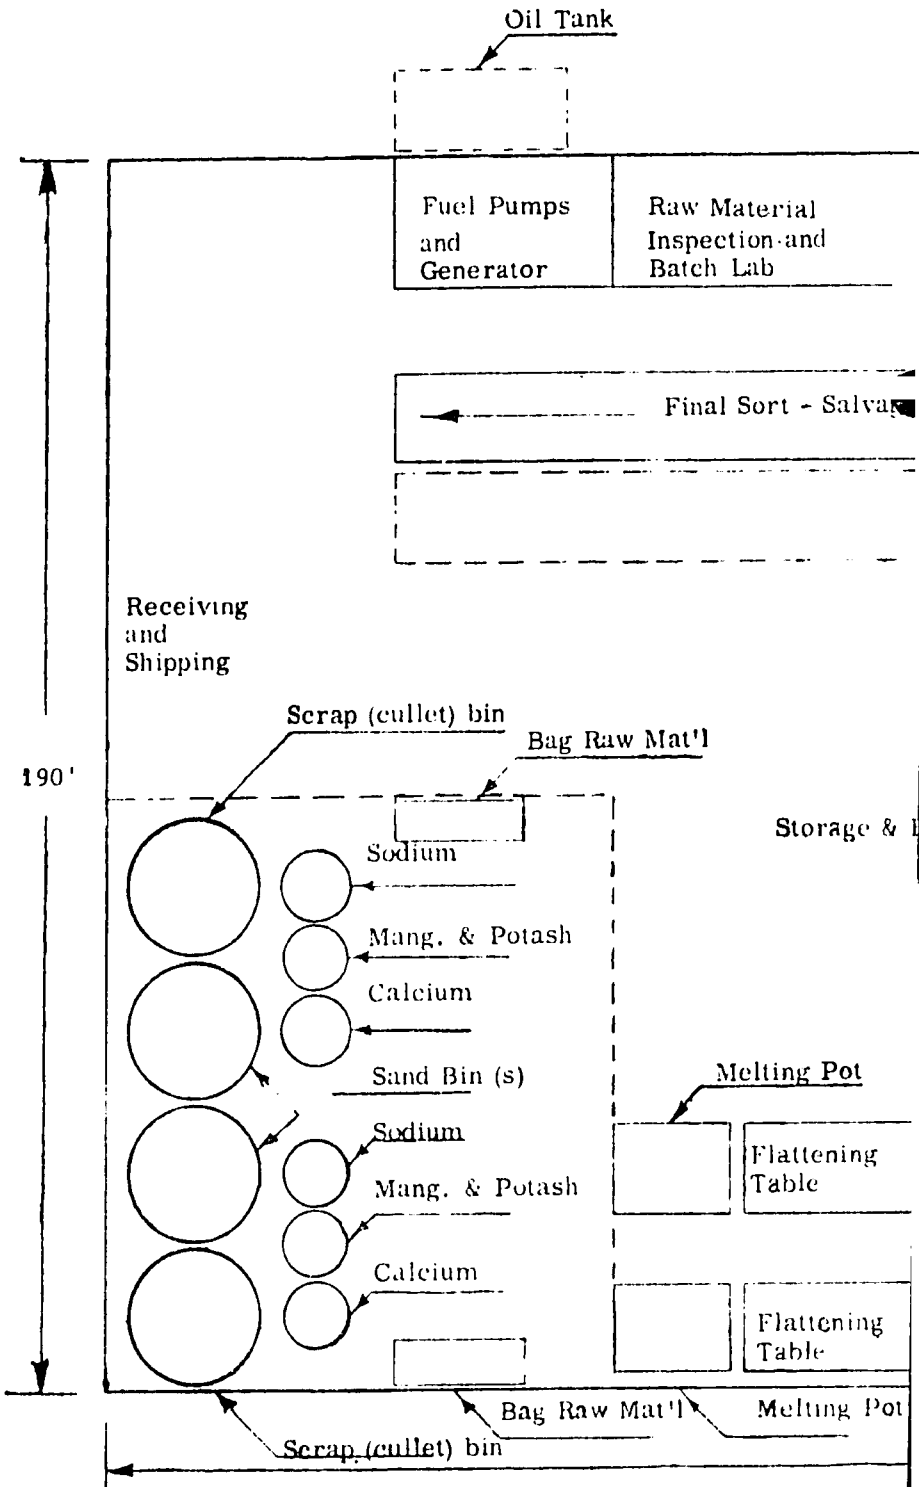 Oil Tank
Fuel Pumps
and
Generator
Raw Material
Inspection and
Batch Lab
Final Sort - Salvag
Receiving
and
Shipping
Scrap (cullet) bin
Bag Raw Mat'l
190'
Storage &
Sodium
Mang. & Potash
Calcium
Sand Bin (s)
Melting Pot
Sodium
Flattening
Table
Mang. & Potash
Calcium
Flattening
Table
Bag Raw Mat'l
Melting Pot
Scrap (cullet) bin